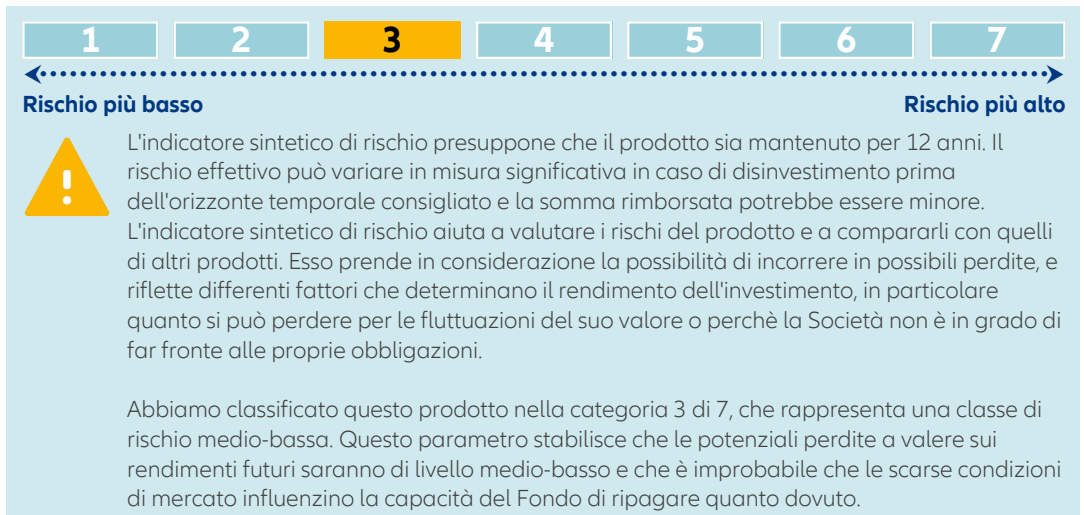 1 2 3 4 5 6 7
Rischio più basso Rischio più alto
L'indicatore sintetico di rischio presuppone che il prodotto sia mantenuto per 12 anni. Il
rischio effettivo può variare in misura significativa in caso di disinvestimento prima
dell'orizzonte temporale consigliato e la somma rimborsata potrebbe essere minore.
L'indicatore sintetico di rischio aiuta a valutare i rischi del prodotto e a compararli con quelli
di altri prodotti. Esso prende in considerazione la possibilità di incorrere in possibili perdite, e
riflette differenti fattori che determinano il rendimento dell'investimento, in particolare
quanto si può perdere per le fluttuazioni del suo valore o perchè la Società non è in grado di
far fronte alle proprie obbligazioni.
Abbiamo classificato questo prodotto nella categoria 3 di 7, che rappresenta una classe di
rischio medio-bassa. Questo parametro stabilisce che le potenziali perdite a valere sui
rendimenti futuri saranno di livello medio-basso e che è improbabile che le scarse condizioni
di mercato influenzino la capacità del Fondo di ripagare quanto dovuto.